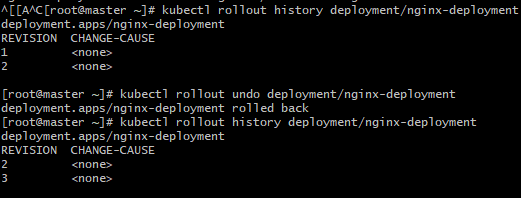 ^[[A^C[root@master ~]# kubectl rollout history deployment/nginx-deployment
deployment.apps/nginx-deployment
REVISION  CHANGE-CAUSE
1         <none>
2         <none>

[root@master ~]# kubectl rollout undo deployment/nginx-deployment
deployment.apps/nginx-deployment rolled back
[root@master ~]# kubectl rollout history deployment/nginx-deployment
deployment.apps/nginx-deployment
REVISION  CHANGE-CAUSE
2         <none>
3         <none>